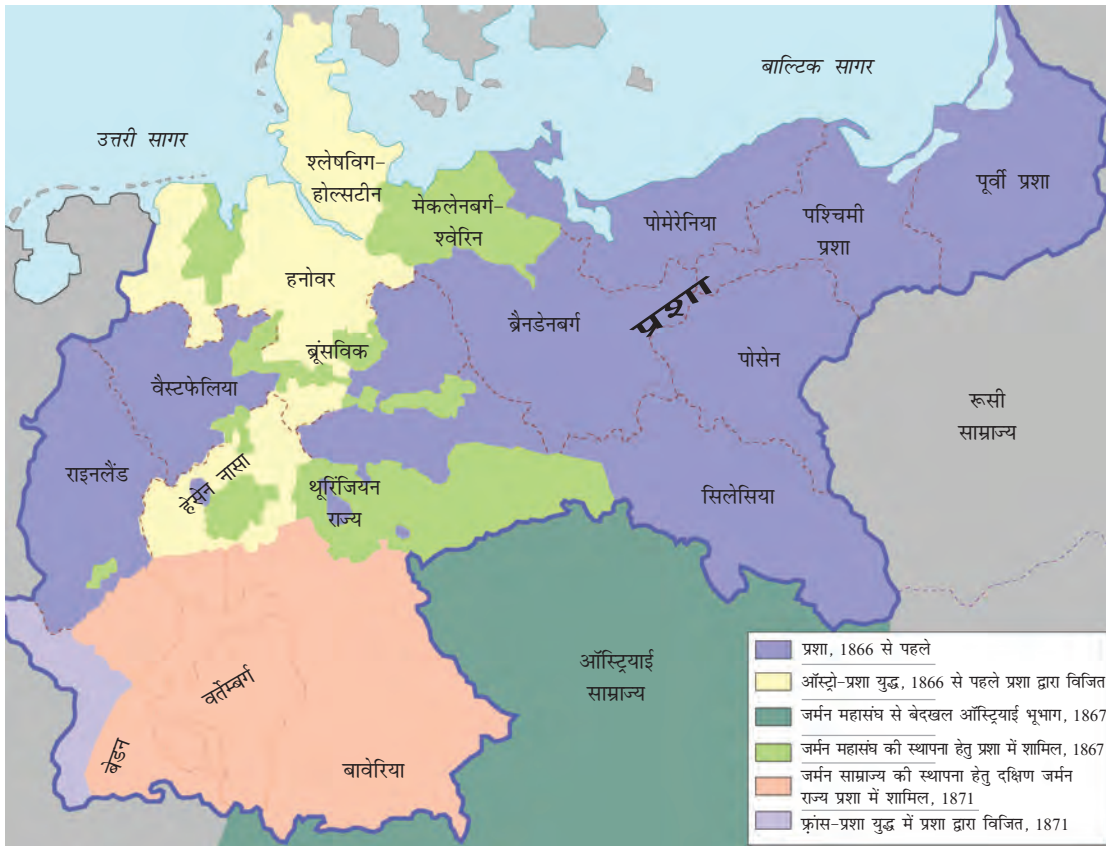 बाल्टिक सागर
उत्तरी सागर
श्लेषविग-
होल्सटीन
मेकलेनबर्ग-
श्वेरिन
पूर्वी प्रशा
पोमेरेनिया
पश्चिमी
प्रशा
हनोवर
प्रशा
ब्रैनडेनबर्ग
ब्रूंसविक
पोसेन
वैस्टफेलिया
रूसी
साम्राज्य
राइनलैंड
हेसेन नासा
थूरिंजियन
राज्य
सिलेसिया
ऑस्ट्रियाई
साम्राज्य
वर्तेम्बर्ग
बेडन
बावेरिया
प्रशा, 1866 से पहले
ऑस्ट्रो-प्रशा युद्ध, 1866 से पहले प्रशा द्वारा विजित
जर्मन महासंघ से बेदखल ऑस्ट्रियाई भूभाग, 1867
जर्मन महासंघ की स्थापना हेतु प्रशा में शामिल, 1867
जर्मन साम्राज्य की स्थापना हेतु दक्षिण जर्मन
राज्य प्रशा में शामिल, 1871
फ़्रांस-प्रशा युद्ध में प्रशा द्वारा विजित, 1871